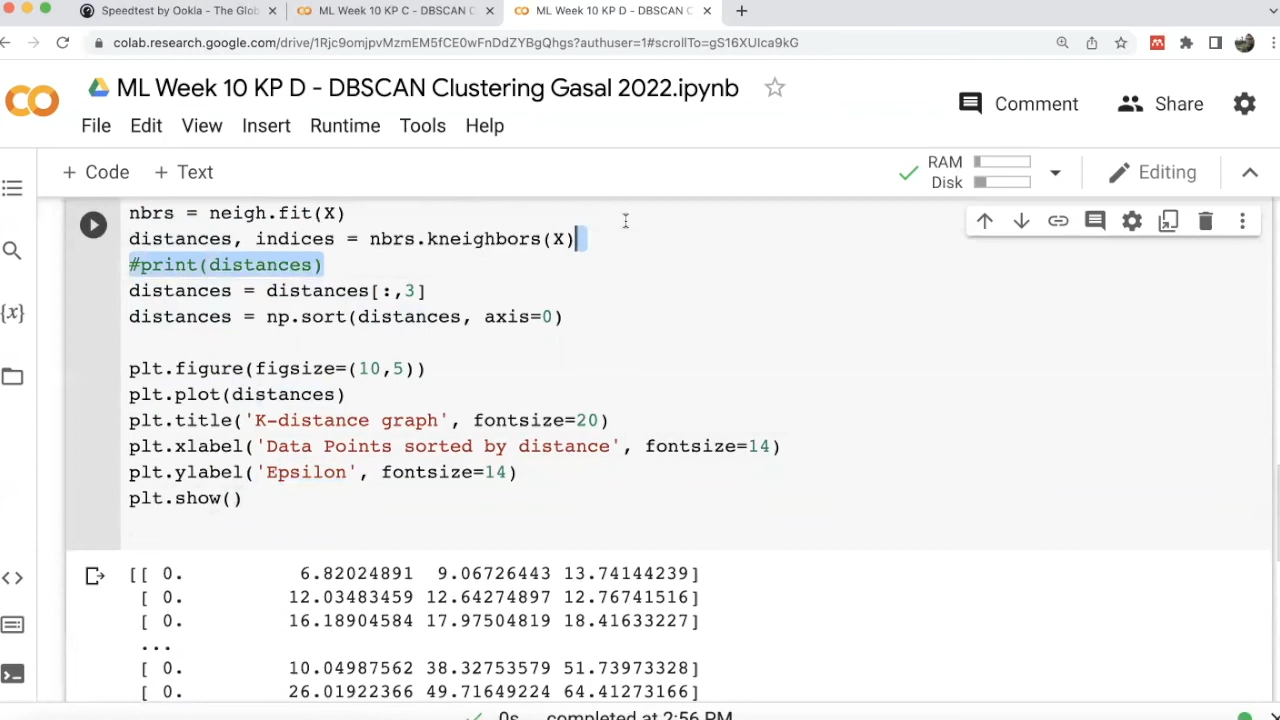 Speedtest by Ookla - The Glob
ML Week 10 KP C - DBSCAN C
ML Week 10 KP D - DBSCAN C
colab.research.google.com/drive/1Rjc9omjpvMzmEM5fCE0wFnDdZYBgQhgs?authuser=1#scrollTo=gS16XUIca9kG
ML Week 10 KP D - DBSCAN Clustering Gasal 2022.ipynb
Comment
Share
File Edit View Insert Runtime Tools Help
+ Code + Text
RAM
Disk
Editing
nbrs = neigh.fit(X)
distances, indices = nbrs.kneighbors(X)
#print(distances)
distances = distances[:,3]
distances = np.sort(distances, axis=0)
plt.figure(figsize=(10,5))
plt.plot(distances)
plt.title('K-distance graph', fontsize=20)
plt.xlabel('Data Points sorted by distance', fontsize=14)
plt.ylabel('Epsilon', fontsize=14)
plt.show()
[[ 0. 6.82024891 9.06726443 13.74144239]
[ 0. 12.03483459 12.64274897 12.76741516]
[ 0. 16.18904584 17.97504819 18.41633227]
...
[ 0. 10.04987562 38.32753579 51.73973328]
[ 0. 26.01922366 49.71649224 64.41273166]
0s completed at 2:56 PM